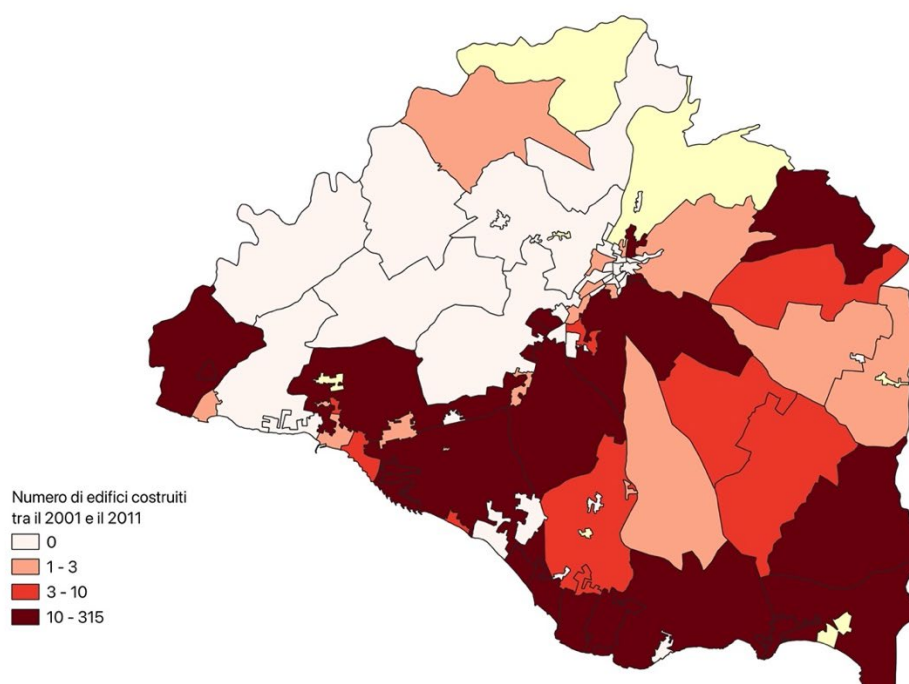 Numero di edifici costruiti
tra il 2001 e il 2011
0
1 - 3
3 - 10
10 - 315